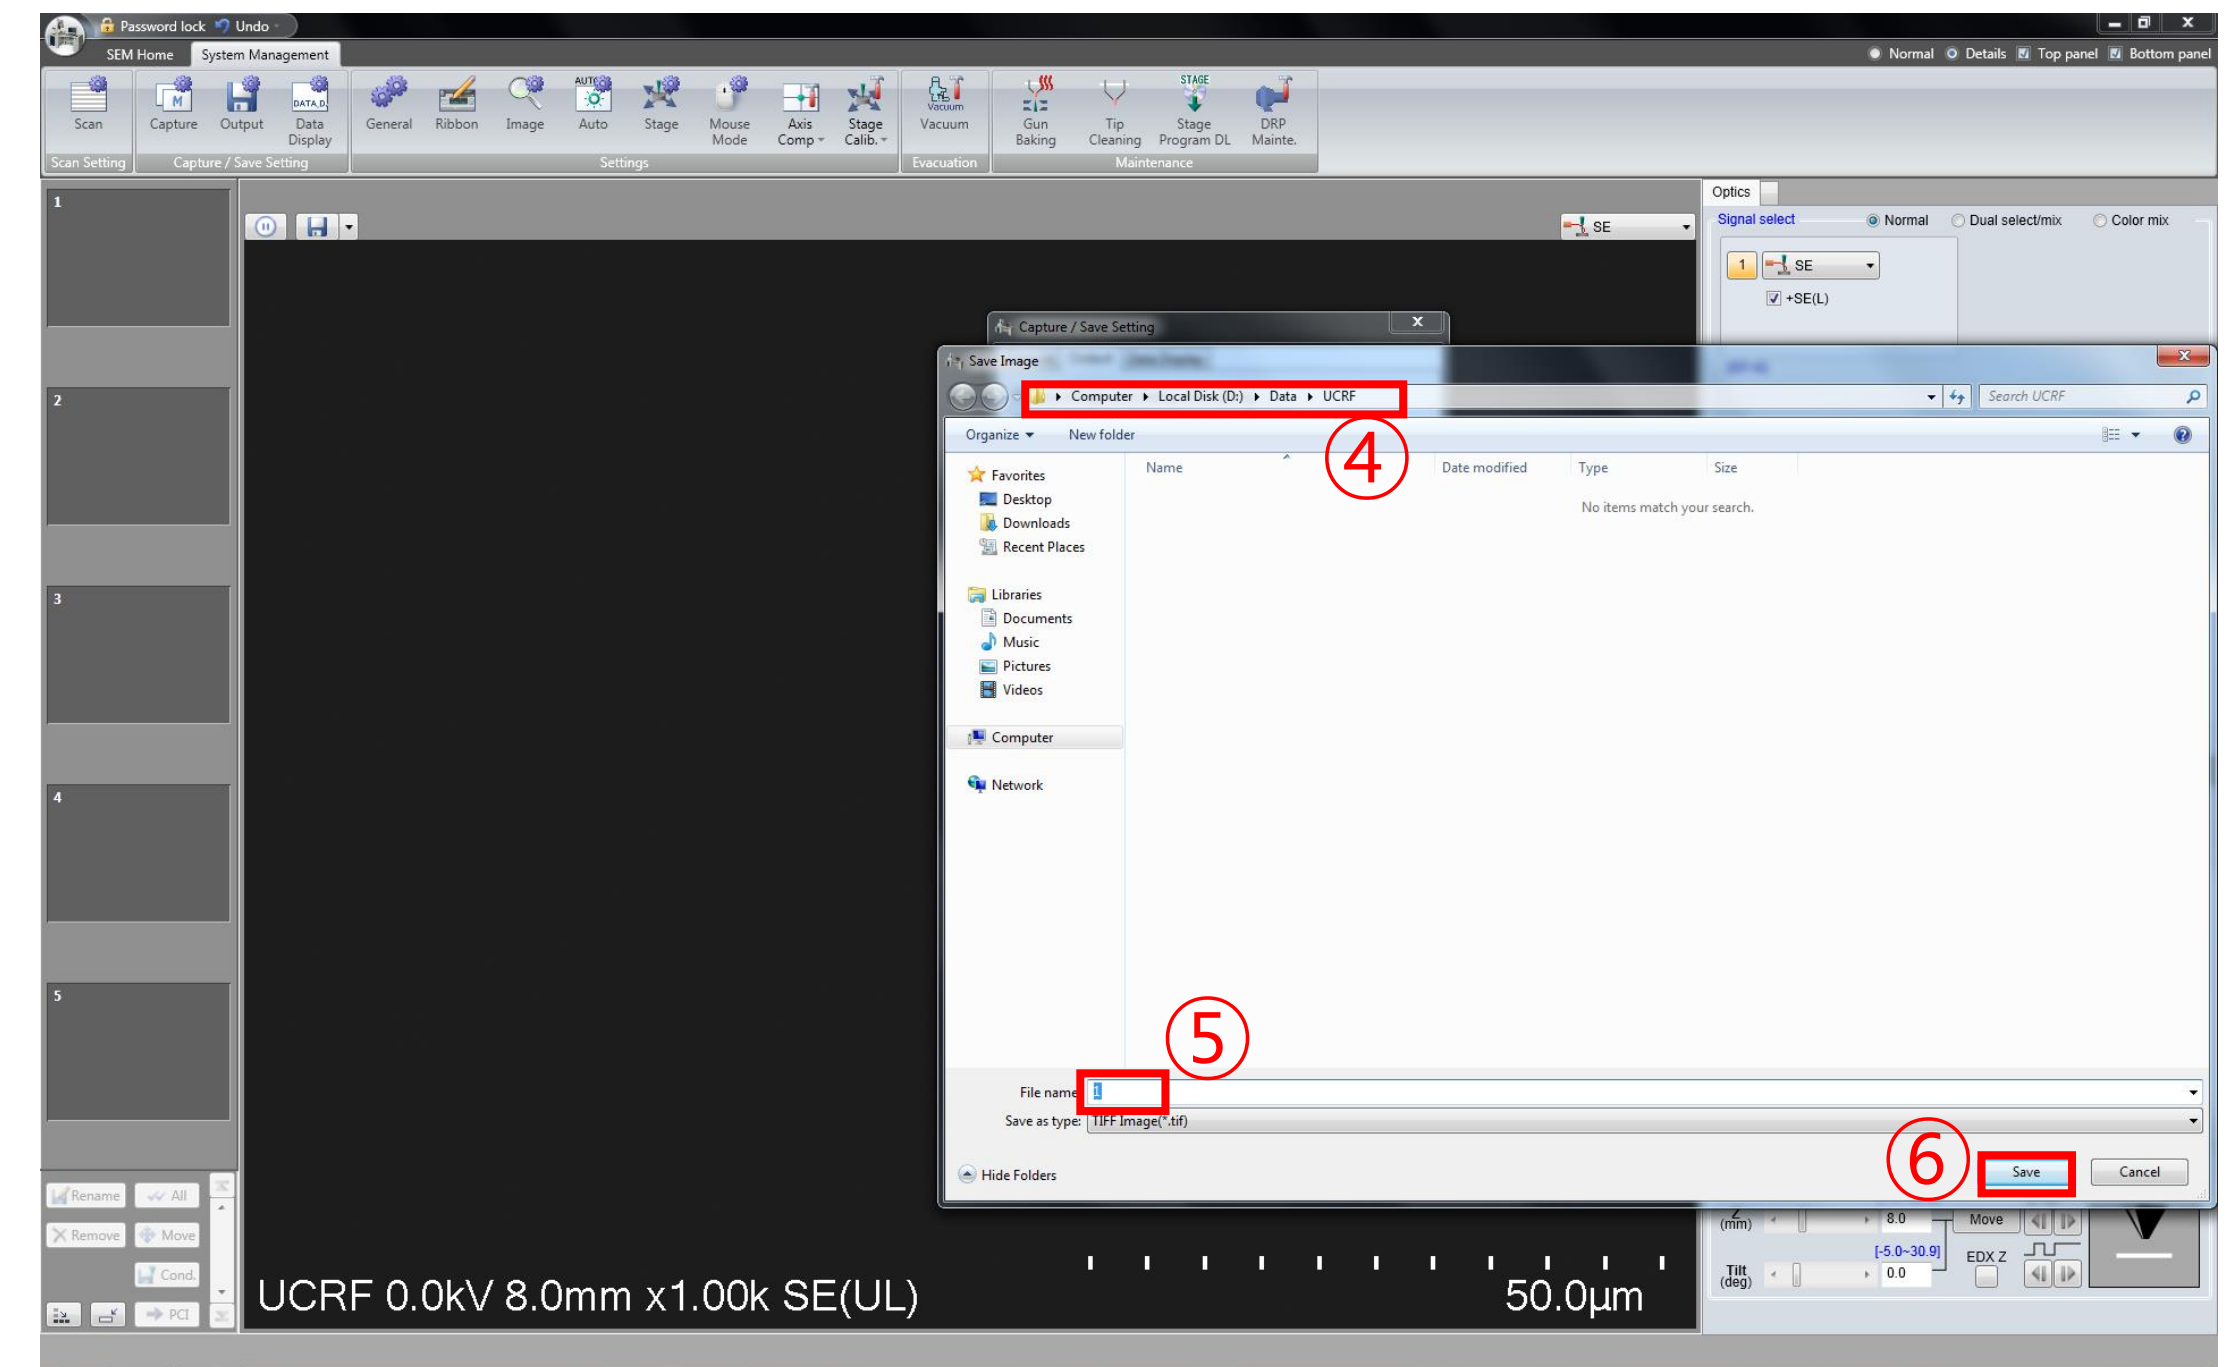 Password lock Undo
SEM Home System Management
Normal Details Top panel Bottom panel
Scan Capture Output Data Display General Ribbon Image Auto Stage Mouse Mode Axis Comp Stage Calib. Vacuum Gun Baking Tip Cleaning Stage Program DL DRP Mainte.
M DATA,D. AUTO Vacuum STAGE
Scan Setting Capture / Save Setting Settings Evacuation Maintenance
1
2
3
4
5
SE
Optics
Signal select Normal Dual select/mix Color mix
1 SE
+SE(L)
Capture / Save Setting
Save Image
Computer Local Disk (D:) Data UCRF
Search UCRF
④
Organize New folder
Name Date modified Type Size
No items match your search.
Favorites
Desktop
Downloads
Recent Places
Libraries
Documents
Music
Pictures
Videos
Computer
Network
⑤
File name 1
Save as type: TIFF Image(*.tif)
⑥
Hide Folders
Save Cancel
Rename All
Remove Move
Cond.
PCI
Z (mm) 8.0 Move
[-5.0~30.9]
EDX Z
Tilt (deg) 0.0
UCRF 0.0kV 8.0mm x1.00k SE(UL)
50.0µm